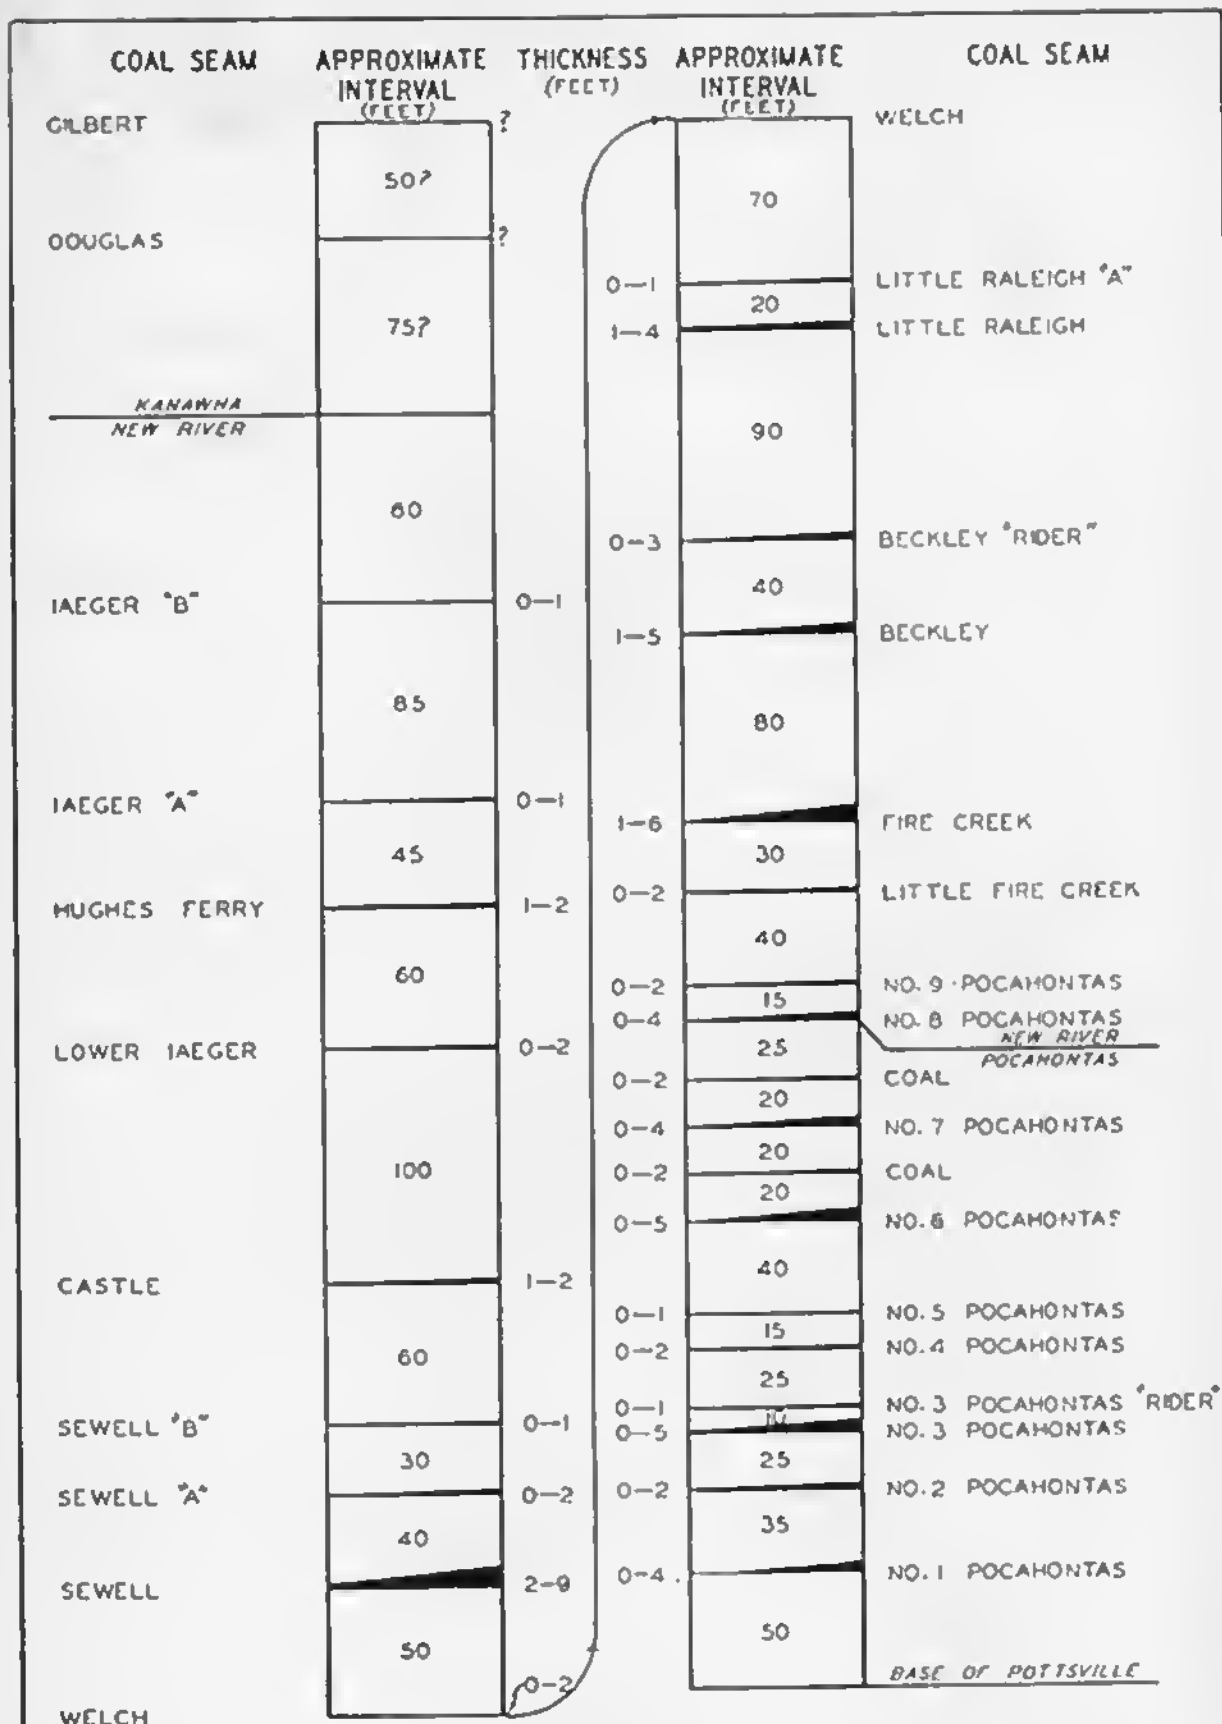 COAL SEAM APPROXIMATE INTERVAL (FEET) THICKNESS (FEET) APPROXIMATE INTERVAL (FEET) COAL SEAM
GILBERT ?
50?
DOUGLAS ?
75?
KANAWHA
NEW RIVER
80
IAEGER "B" 0-1
85
IAEGER "A" 0-1
45
HUGHES FERRY 1-2
60
LOWER IAEGER 0-2
100
CASTLE 1-2
60
SEWELL "B" 0-1
30
SEWELL "A" 0-2
40
SEWELL 2-9
50
0-2
WELCH
WELCH
70
0-1 LITTLE RALEIGH "A"
20
1-4 LITTLE RALEIGH
90
0-3 BECKLEY "RIDER"
40
1-5 BECKLEY
80
1-6 FIRE CREEK
30
0-2 LITTLE FIRE CREEK
40
0-2 NO. 9 POCAHONTAS
15
0-4 NO. 8 POCAHONTAS
NEW RIVER
25
POCAHONTAS
0-2 COAL
20
0-4 NO. 7 POCAHONTAS
20
0-2 COAL
20
0-5 NO. 6 POCAHONTAS
40
0-1 NO. 5 POCAHONTAS
15
0-2 NO. 4 POCAHONTAS
25
0-1 NO. 3 POCAHONTAS "RIDER"
0-5 NO. 3 POCAHONTAS
25
0-2 NO. 2 POCAHONTAS
35
0-4 NO. 1 POCAHONTAS
50
BASE OF POTTSVILLE